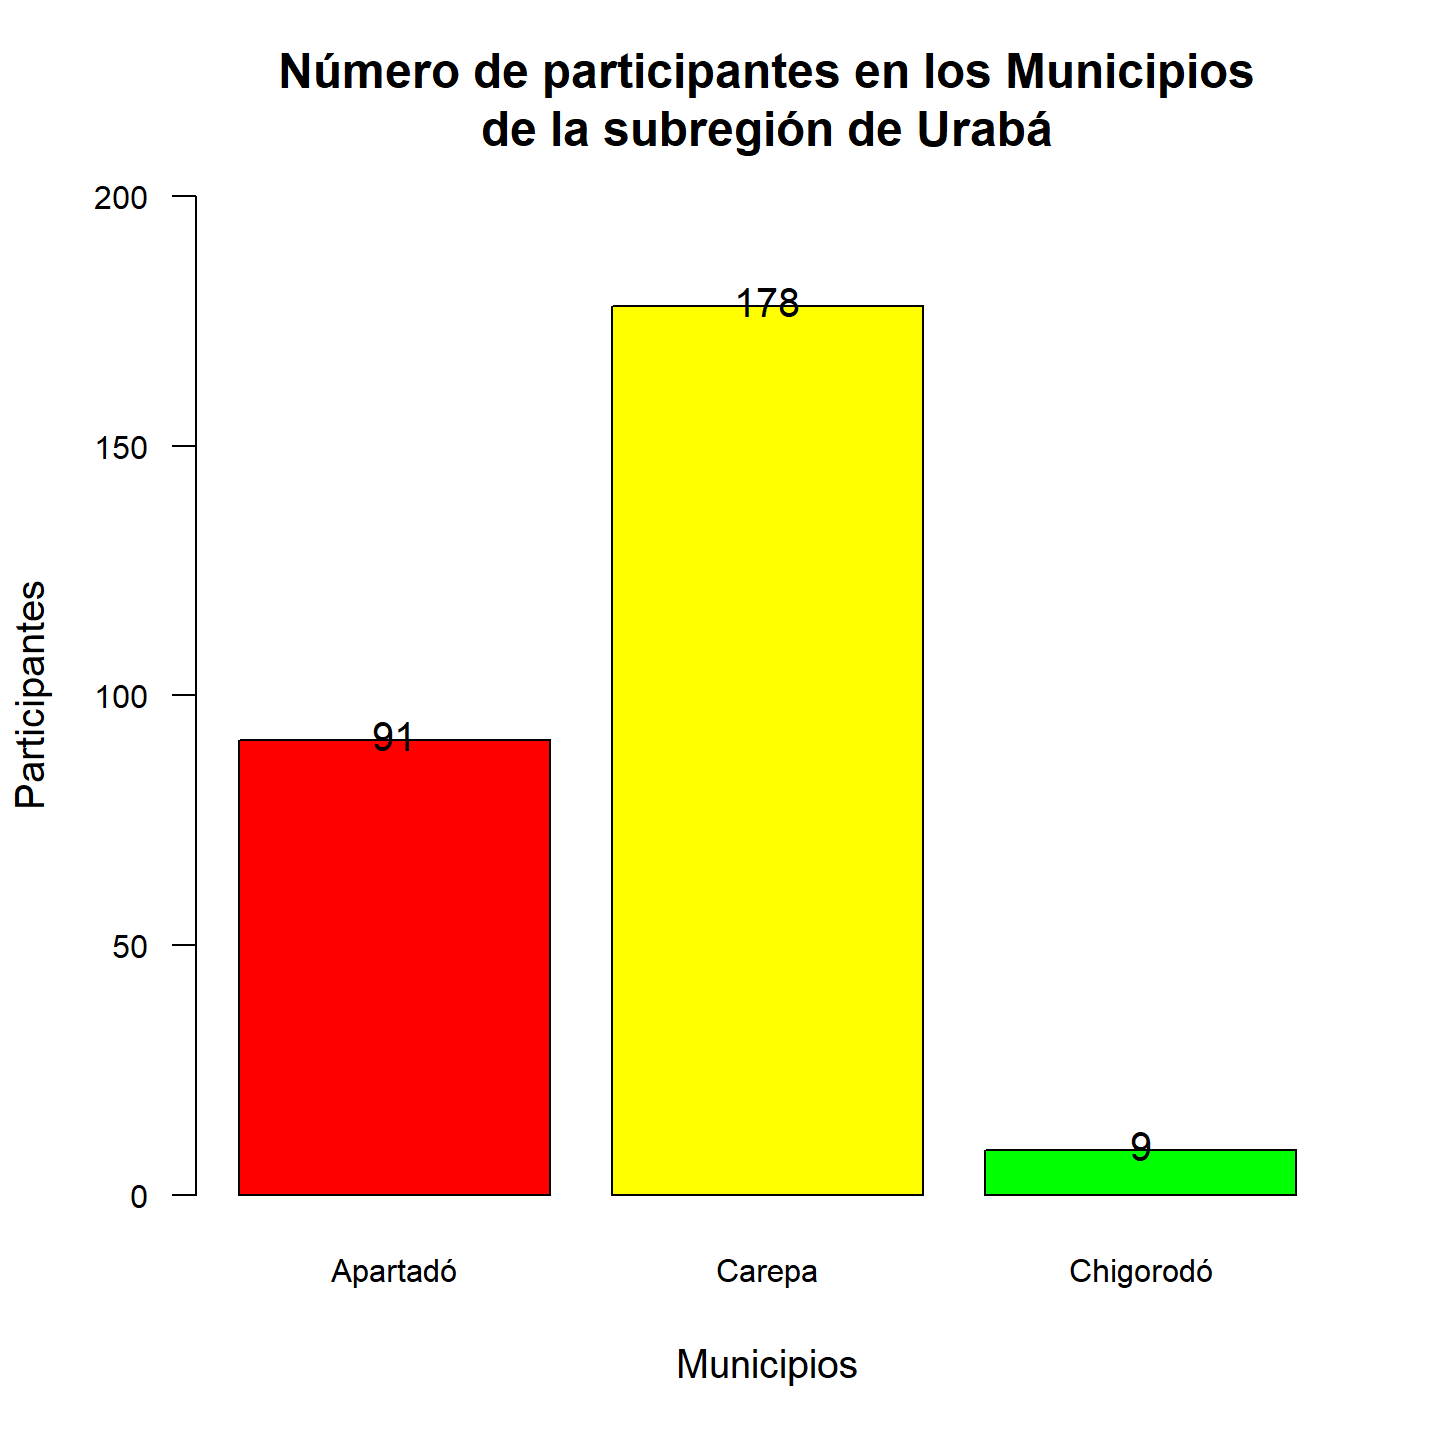 Número de participantes en los Municipios
de la subregión de Urabá
200
150
100
50
0
Participantes
91
178
9
Apartadó
Carepa
Chigorodó
Municipios